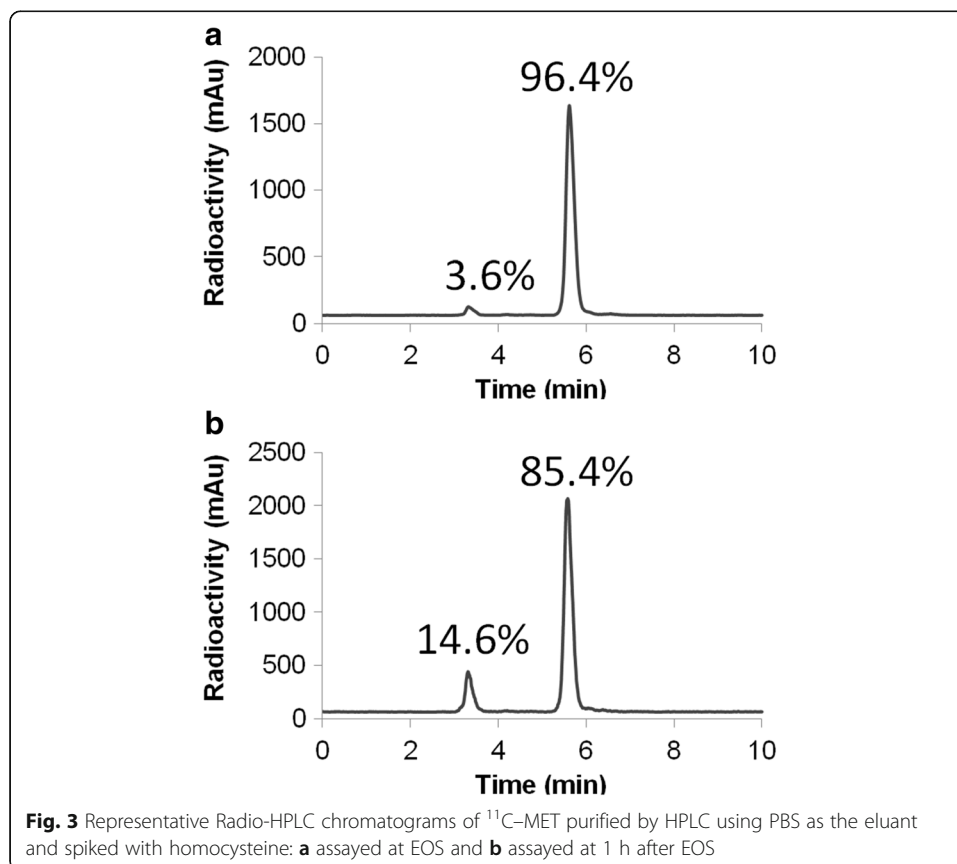 a
2000
1500
1000
500
0
Radioactivity (mAu)
96.4%
3.6%
0 2 4 6 8 10
Time (min)
b
2500
2000
1500
1000
500
0
Radioactivity (mAu)
85.4%
14.6%
0 2 4 6 8 10
Time (min)
Fig. 3 Representative Radio-HPLC chromatograms of ¹¹C–MET purified by HPLC using PBS as the eluant
and spiked with homocysteine: a assayed at EOS and b assayed at 1 h after EOS